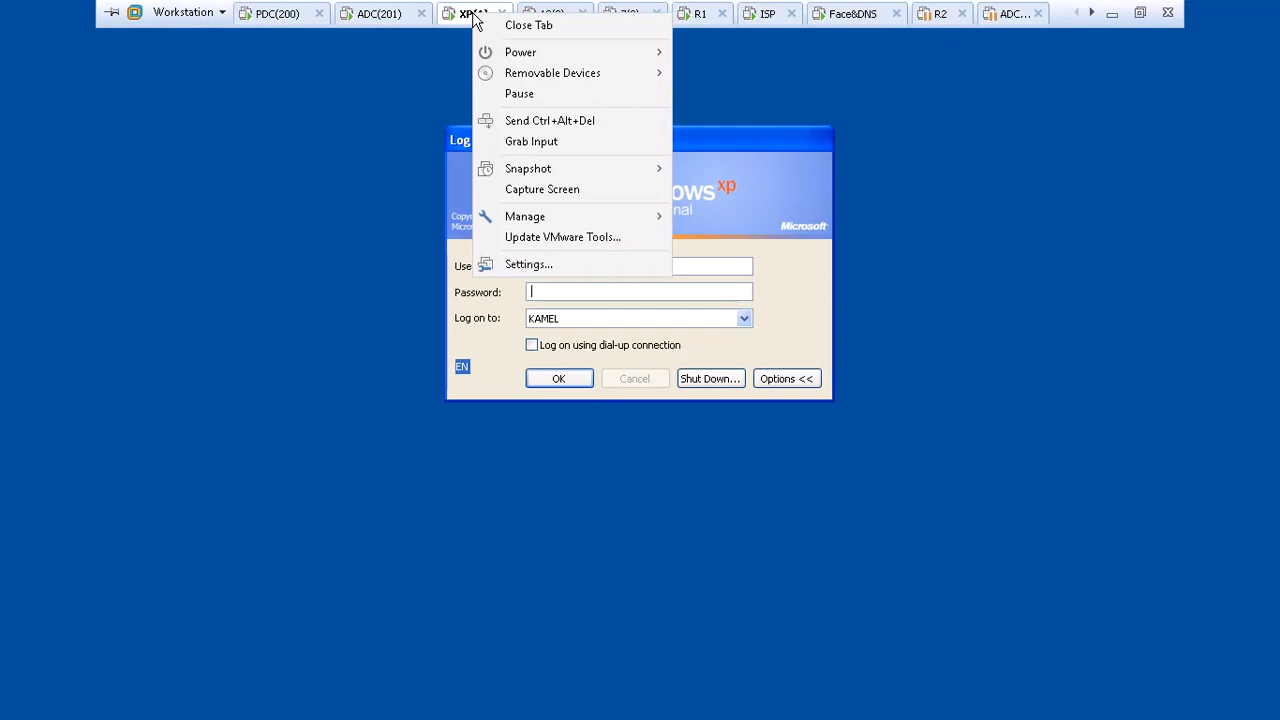 Workstation PDC(200) ADC(201) R1 ISP Face&DNS R2 ADC...
Close Tab
Power
Removable Devices
Pause
Send Ctrl+Alt+Del
Grab Input
Snapshot
Capture Screen
Manage
Update VMware Tools...
Settings...
Log
xp
Microsoft
Password:
Log on to: KAMEL
Log on using dial-up connection
EN
OK Cancel Shut Down... Options <<